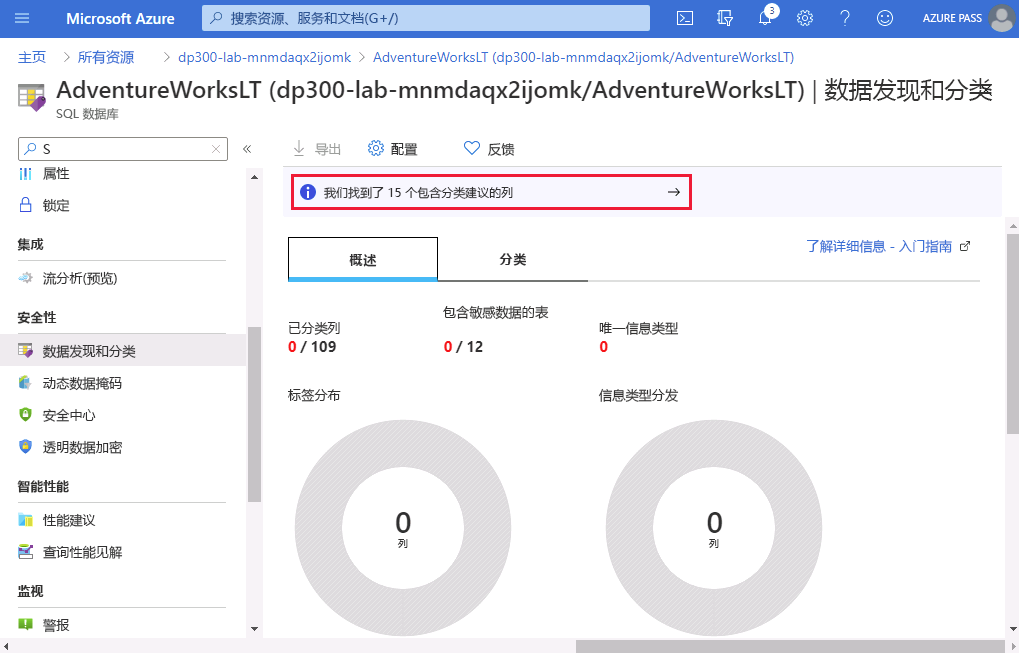 Microsoft Azure
搜索资源、服务和文档(G+/)
3
AZURE PASS
主页 > 所有资源 > dp300-lab-mnmdaqx2ijomk > AdventureWorksLT (dp300-lab-mnmdaqx2ijomk/AdventureWorksLT)
AdventureWorksLT (dp300-lab-mnmdaqx2ijomk/AdventureWorksLT) | 数据发现和分类
SQL 数据库
S
属性
锁定
集成
流分析(预览)
安全性
数据发现和分类
动态数据掩码
安全中心
透明数据加密
智能性能
性能建议
查询性能见解
监视
警报
导出
配置
反馈
我们找到了 15 个包含分类建议的列
了解详细信息 - 入门指南
概述
分类
已分类列
0 / 109
包含敏感数据的表
0 / 12
唯一信息类型
0
标签分布
0
列
信息类型分发
0
列